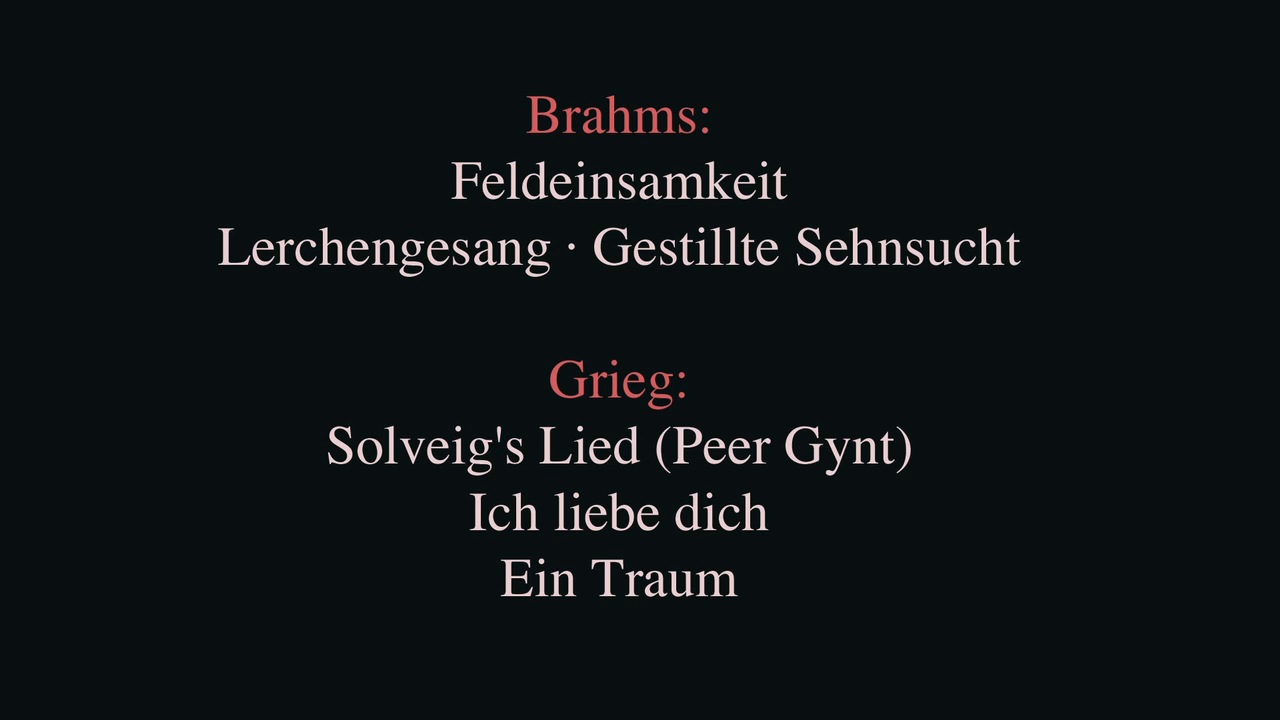 Brahms:
Feldeinsamkeit
Lerchengesang · Gestillte Sehnsucht
Grieg:
Solveig's Lied (Peer Gynt)
Ich liebe dich
Ein Traum